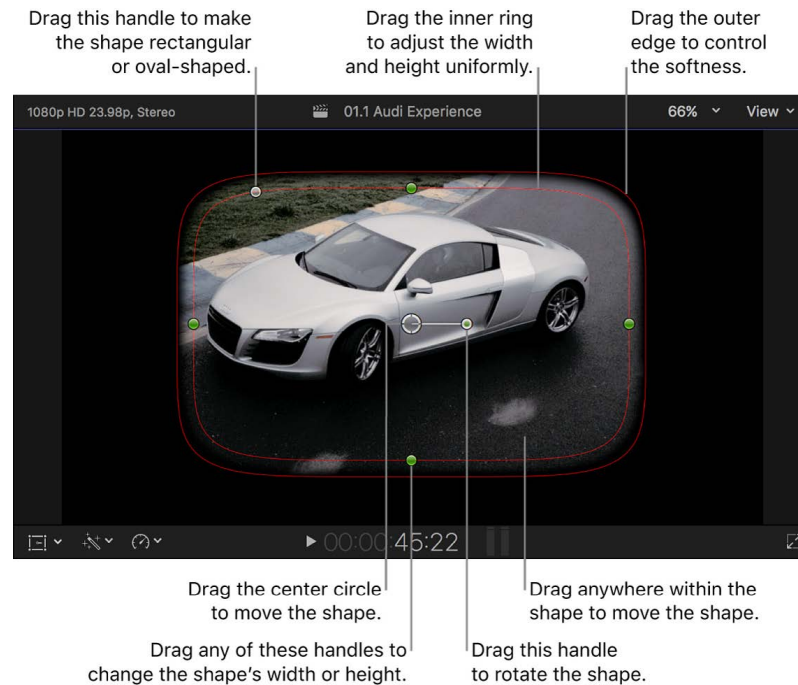 Drag this handle to make
the shape rectangular
or oval-shaped.
Drag the inner ring
to adjust the width
and height uniformly.
Drag the outer
edge to control
the softness.
1080p HD 23.98p, Stereo
01.1 Audi Experience
66%
View
00:00:45:22
Drag the center circle
to move the shape.
Drag anywhere within the
shape to move the shape.
Drag any of these handles to
change the shape’s width or height.
Drag this handle
to rotate the shape.